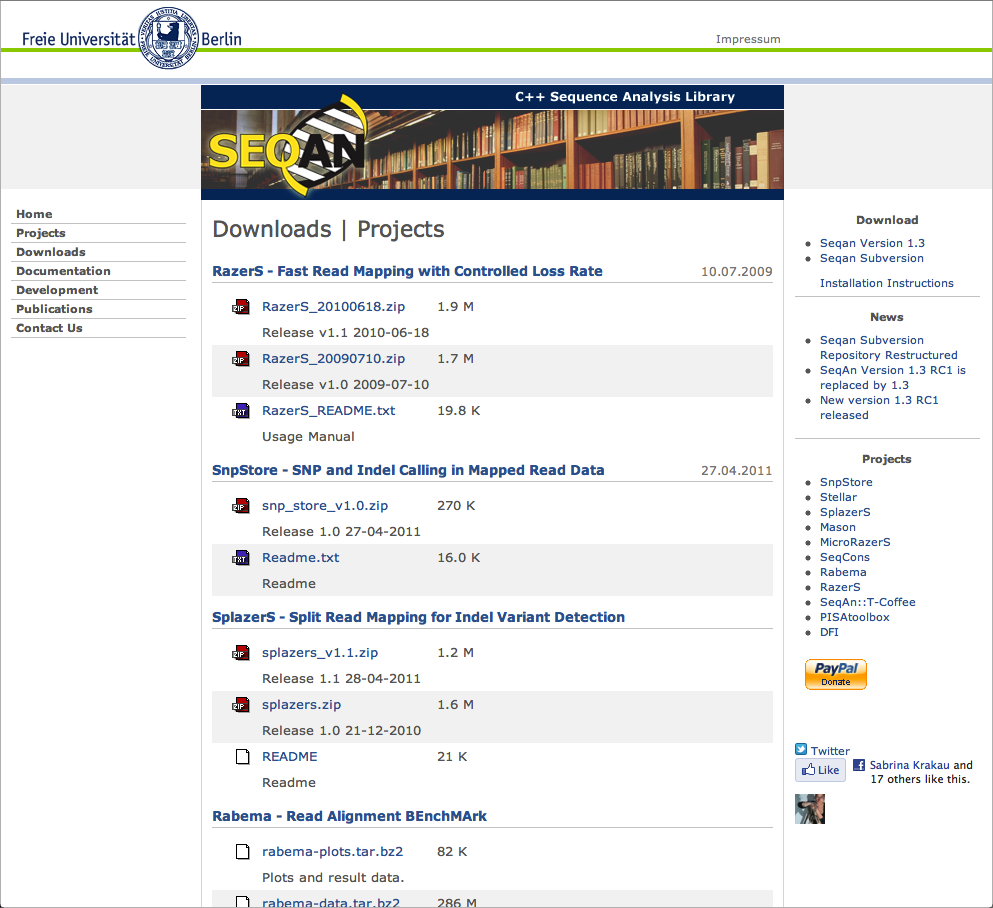 Freie Universität Berlin
Impressum
C++ Sequence Analysis Library
SEQAN
Home
Projects
Downloads
Documentation
Development
Publications
Contact Us
Downloads | Projects
RazerS - Fast Read Mapping with Controlled Loss Rate 10.07.2009
ZIP RazerS_20100618.zip 1.9 M
Release v1.1 2010-06-18
ZIP RazerS_20090710.zip 1.7 M
Release v1.0 2009-07-10
TXT RazerS_README.txt 19.8 K
Usage Manual
SnpStore - SNP and Indel Calling in Mapped Read Data 27.04.2011
ZIP snp_store_v1.0.zip 270 K
Release 1.0 27-04-2011
TXT Readme.txt 16.0 K
Readme
SplazerS - Split Read Mapping for Indel Variant Detection
ZIP splazers_v1.1.zip 1.2 M
Release 1.1 28-04-2011
ZIP splazers.zip 1.6 M
Release 1.0 21-12-2010
README 21 K
Readme
Rabema - Read Alignment BEnchMArk
rabema-plots.tar.bz2 82 K
Plots and result data.
rabema-data.tar.bz2 286 M
Download
Seqan Version 1.3
Seqan Subversion
Installation Instructions
News
Seqan Subversion
Repository Restructured
SeqAn Version 1.3 RC1 is
replaced by 1.3
New version 1.3 RC1
released
Projects
SnpStore
Stellar
SplazerS
Mason
MicroRazerS
SeqCons
Rabema
RazerS
SeqAn::T-Coffee
PISAtoolbox
DFI
PayPal
Donate
Twitter
Like
Sabrina Krakau and
17 others like this.